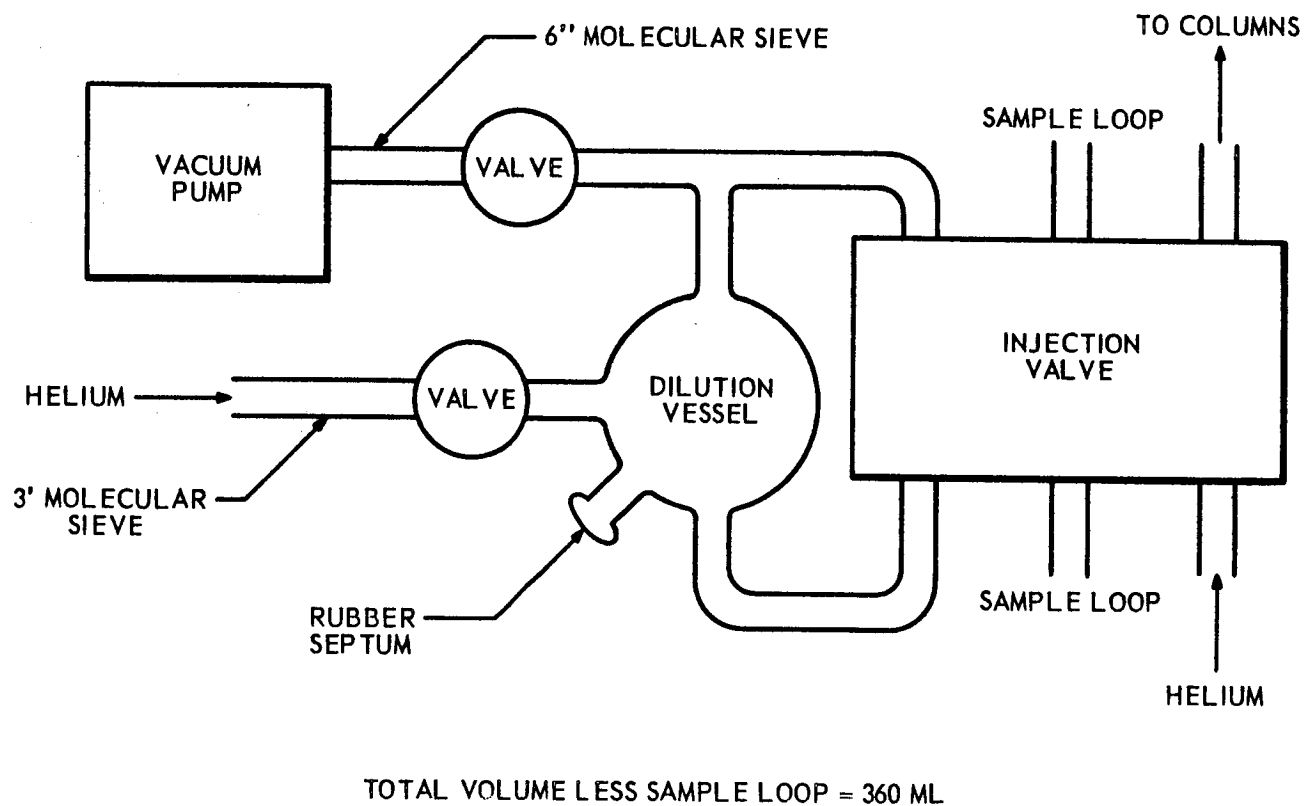 6" MOLECULAR SIEVE
TO COLUMNS
VACUUM
PUMP
VALVE
SAMPLE LOOP
HELIUM
VALVE
DILUTION
VESSEL
INJECTION
VALVE
3' MOLECULAR
SIEVE
RUBBER
SEPTUM
SAMPLE LOOP
HELIUM
TOTAL VOLUME LESS SAMPLE LOOP = 360 ML